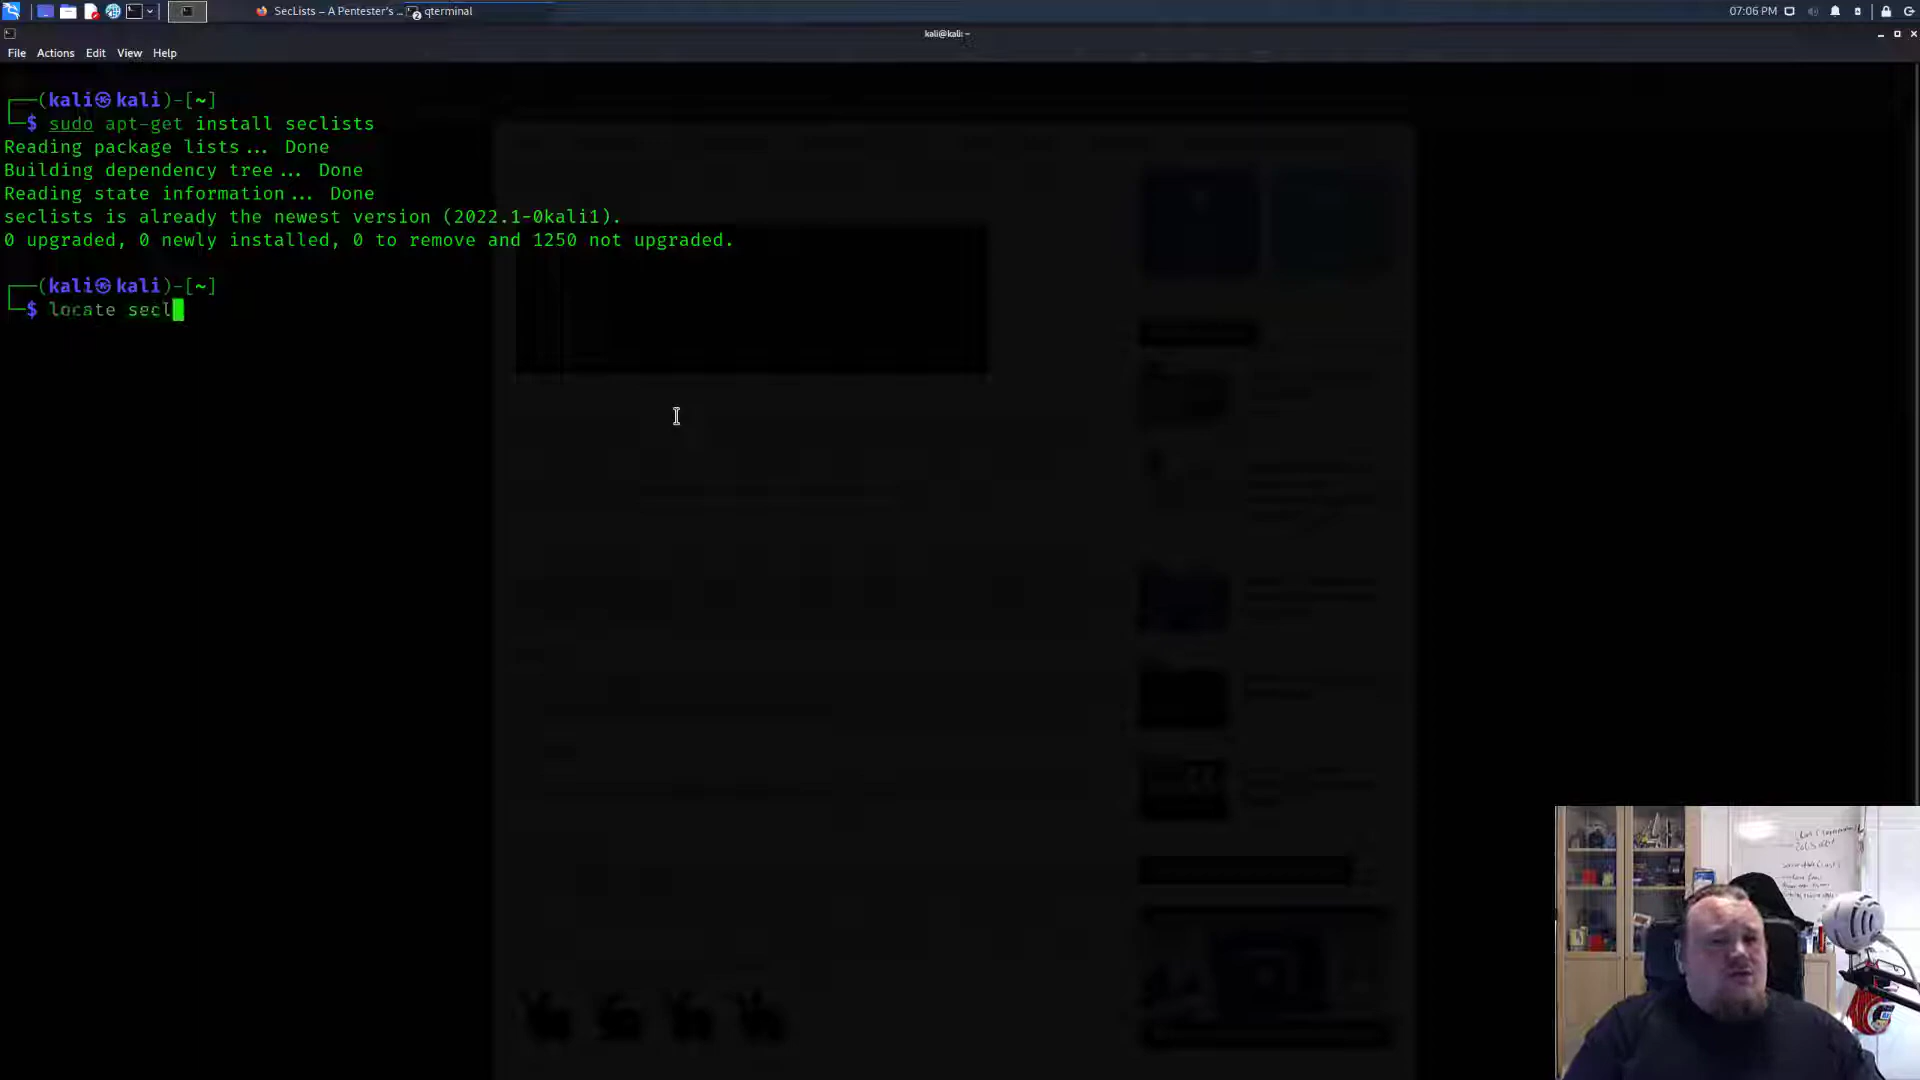 SecLists – A Pentester's ...
qterminal
07:06 PM
kali@kali: ~
File Actions Edit View Help
┌──(kali㉿kali)-[~]
└─$ sudo apt-get install seclists
Reading package lists... Done
Building dependency tree... Done
Reading state information... Done
seclists is already the newest version (2022.1-0kali1).
0 upgraded, 0 newly installed, 0 to remove and 1250 not upgraded.
┌──(kali㉿kali)-[~]
└─$ locate secl